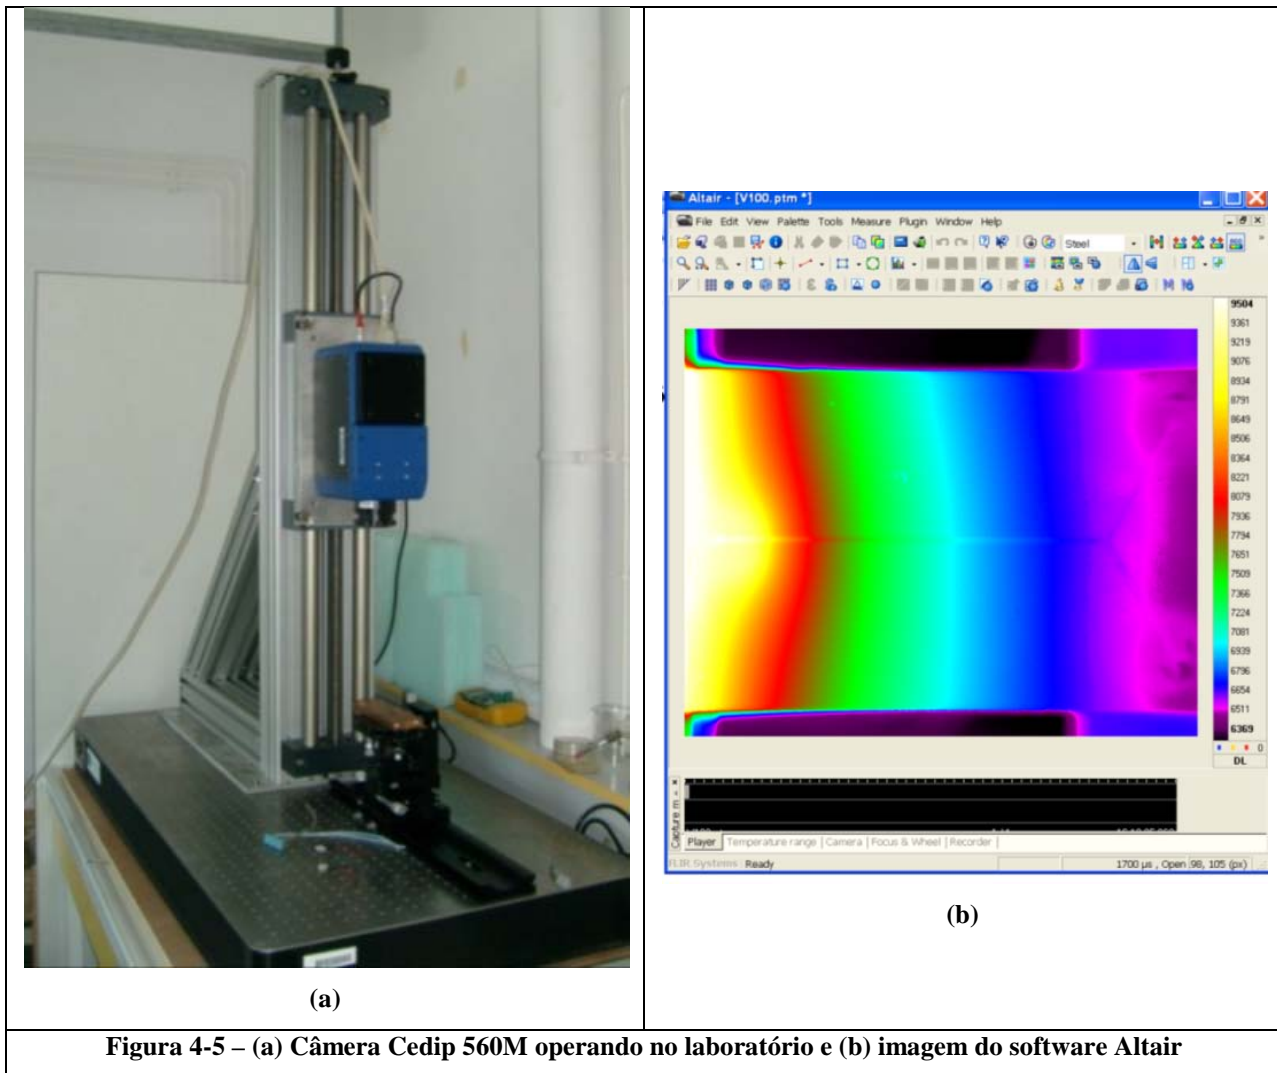 Altair - [V100.ptm *]
File Edit View Palette Tools Measure Plugin Window Help
Steel
9504
9361
9219
9076
8934
8791
8649
8506
8364
8221
8079
7936
7794
7651
7509
7366
7224
7081
6939
6796
6654
6511
6369
0
DL
Capture m
Player Temperature range Camera Focus & Wheel Recorder
FLIR Systems Ready 1700 µs , Open 98, 105 (px)
(a)
(b)
Figura 4-5 – (a) Câmera Cedip 560M operando no laboratório e (b) imagem do software Altair